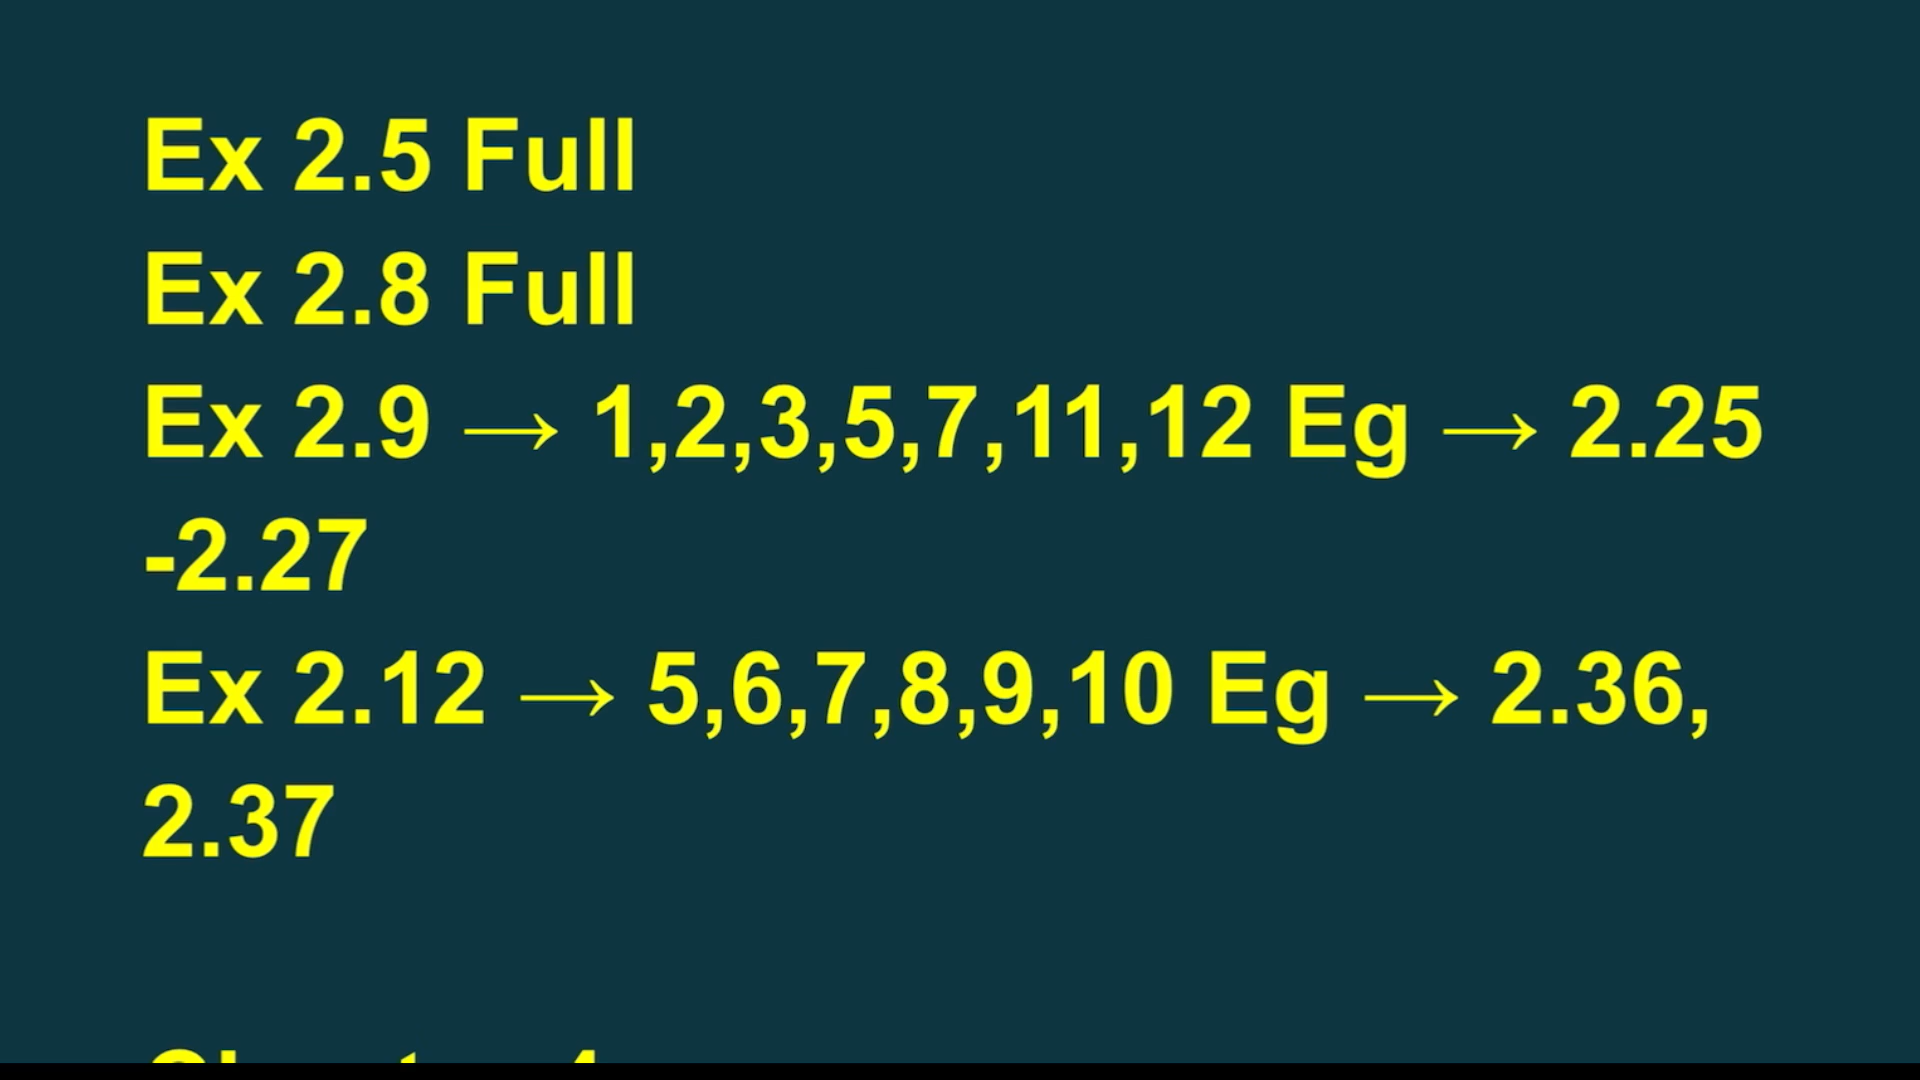 Ex 2.5 Full
Ex 2.8 Full
Ex 2.9 → 1,2,3,5,7,11,12 Eg → 2.25
-2.27
Ex 2.12 → 5,6,7,8,9,10 Eg → 2.36,
2.37